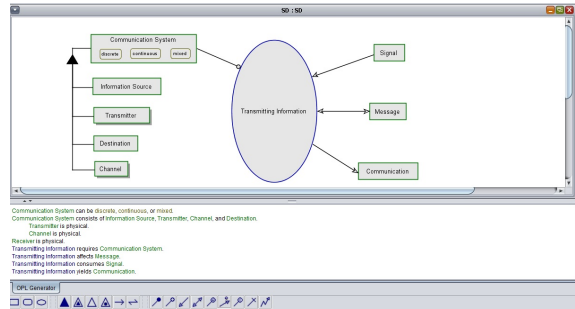 SD : SD
Communication System
discrete continuous mixed
Information Source
Transmitter
Destination
Channel
Transmitting Information
Signal
Message
Communication
Communication System can be discrete, continuous, or mixed.
Communication System consists of Information Source, Transmitter, Channel, and Destination.
Transmitter is physical.
Channel is physical.
Receiver is physical.
Transmitting Information requires Communication System.
Transmitting Information affects Message.
Transmitting Information consumes Signal.
Transmitting Information yields Communication.
OPL Generator